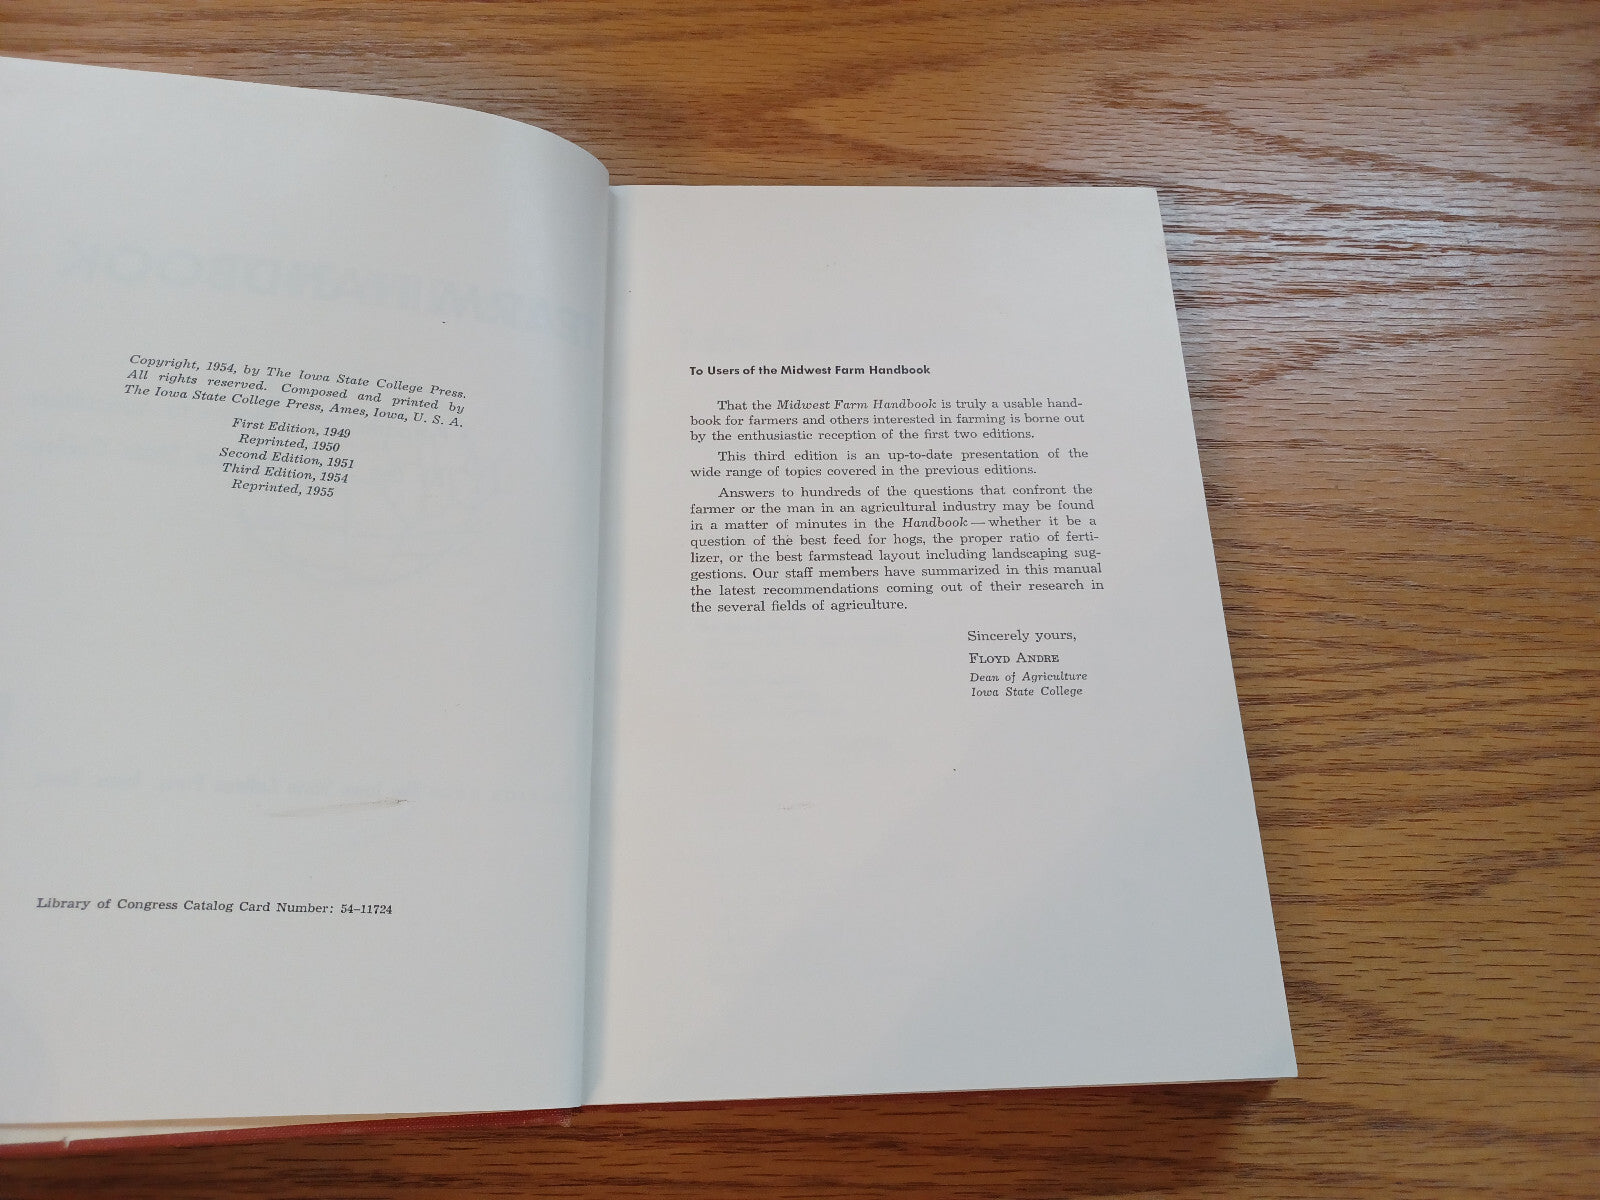 Copyright, 1954, by The Iowa State College Press.
All rights reserved. Composed and printed by
The Iowa State College Press, Ames, Iowa, U. S. A.
First Edition, 1949
Reprinted, 1950
Second Edition, 1951
Third Edition, 1954
Reprinted, 1955
Library of Congress Catalog Card Number: 54–11724
To Users of the Midwest Farm Handbook
That the Midwest Farm Handbook is truly a usable hand-
book for farmers and others interested in farming is borne out
by the enthusiastic reception of the first two editions.
This third edition is an up-to-date presentation of the
wide range of topics covered in the previous editions.
Answers to hundreds of the questions that confront the
farmer or the man in an agricultural industry may be found
in a matter of minutes in the Handbook — whether it be a
question of the best feed for hogs, the proper ratio of ferti-
lizer, or the best farmstead layout including landscaping sug-
gestions. Our staff members have summarized in this manual
the latest recommendations coming out of their research in
the several fields of agriculture.
Sincerely yours,
FLOYD ANDRE
Dean of Agriculture
Iowa State College